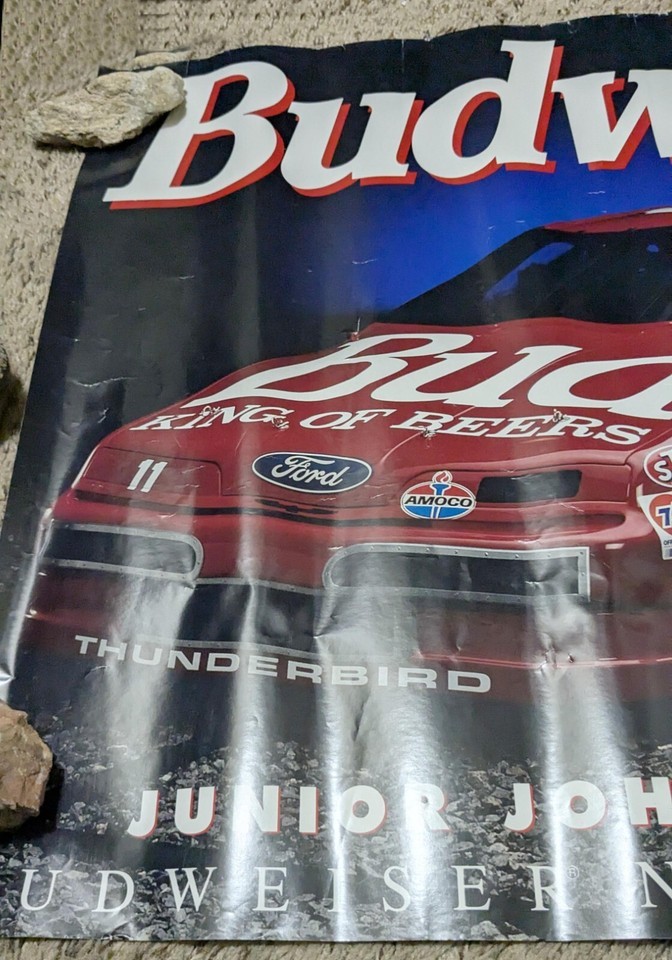 Budw
Bud
KING OF BEERS
11
Ford
AMOCO
THUNDERBIRD
JUNIOR JOH
UDWEISER® N